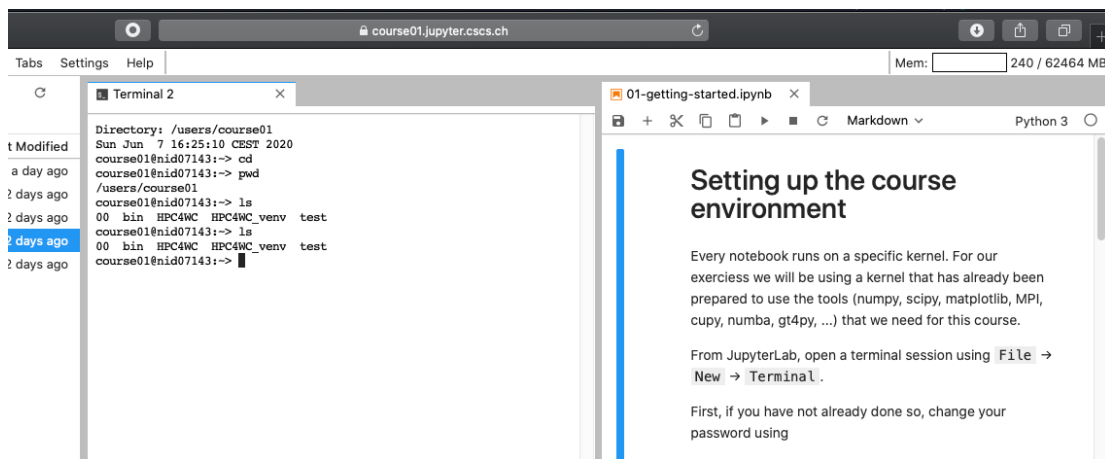 course01.jupyter.cscs.ch
Tabs Settings Help
Mem: 240 / 62464 MB
Terminal 2
Directory: /users/course01
Sun Jun 7 16:25:10 CEST 2020
course01@nid07143:~> cd
course01@nid07143:~> pwd
/users/course01
course01@nid07143:~> ls
00 bin HPC4WC HPC4WC_venv test
course01@nid07143:~> ls
00 bin HPC4WC HPC4WC_venv test
course01@nid07143:~>
t Modified
a day ago
2 days ago
2 days ago
2 days ago
2 days ago
01-getting-started.ipynb
Markdown
Python 3
Setting up the course
environment
Every notebook runs on a specific kernel. For our
exerciess we will be using a kernel that has already been
prepared to use the tools (numpy, scipy, matplotlib, MPI,
cupy, numba, gt4py, ...) that we need for this course.
From JupyterLab, open a terminal session using File →
New → Terminal .
First, if you have not already done so, change your
password using